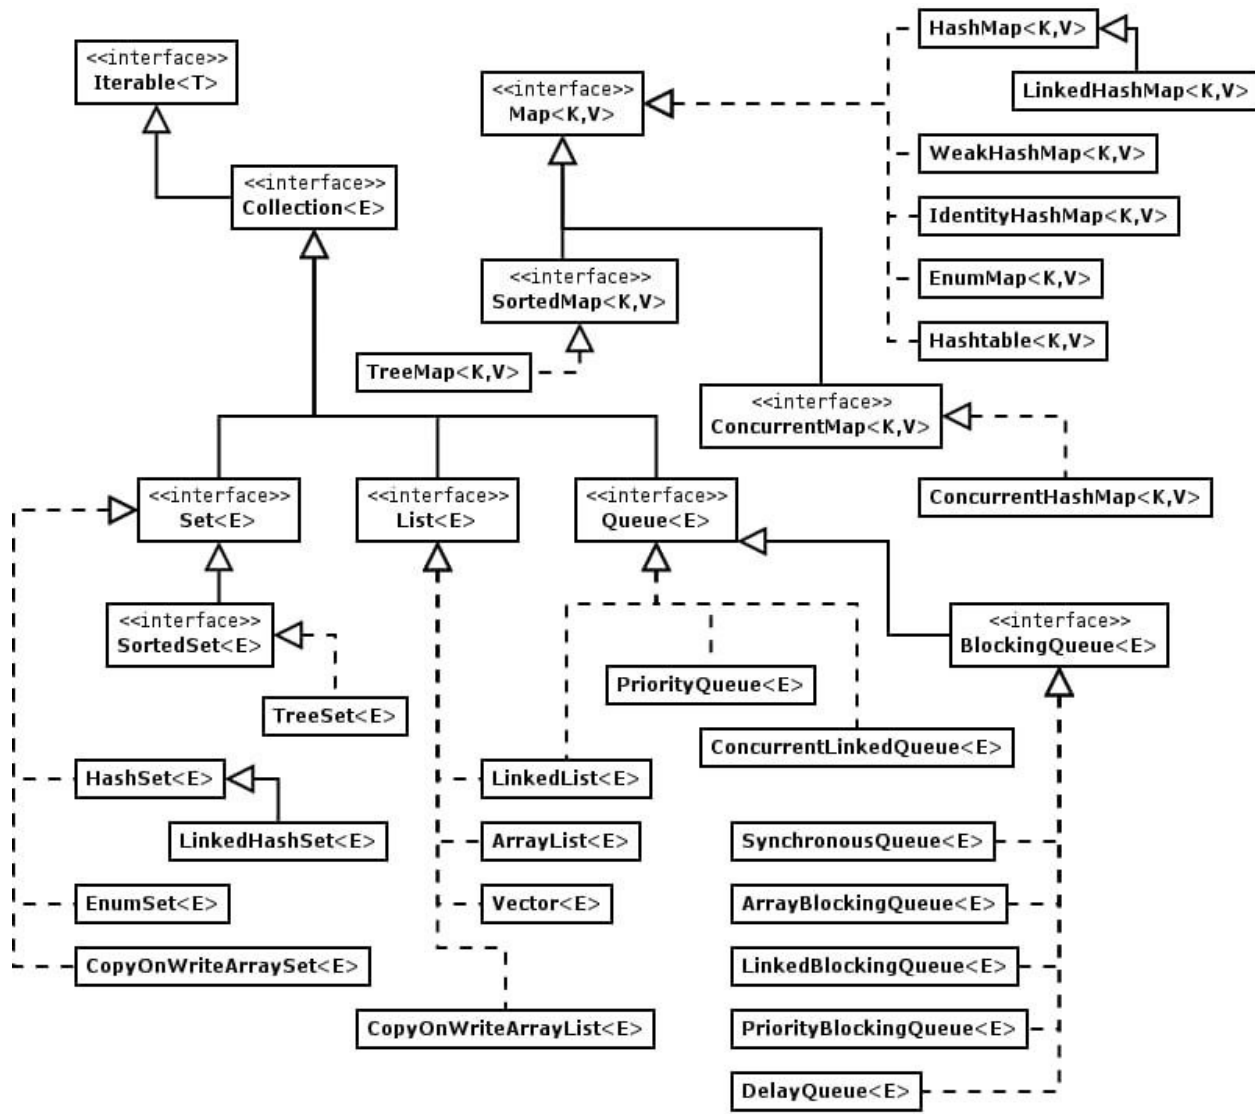 HashMap<K,V>
<<interface>>
Iterable<T>
<<interface>>
Map<K,V>
LinkedHashMap<K,V>
WeakHashMap<K,V>
<<interface>>
Collection<E>
IdentityHashMap<K,V>
<<interface>>
SortedMap<K,V>
EnumMap<K,V>
Hashtable<K,V>
TreeMap<K,V>
<<interface>>
ConcurrentMap<K,V>
<<interface>>
Set<E>
<<interface>>
List<E>
<<interface>>
Queue<E>
ConcurrentHashMap<K,V>
<<interface>>
SortedSet<E>
<<interface>>
BlockingQueue<E>
PriorityQueue<E>
TreeSet<E>
ConcurrentLinkedQueue<E>
HashSet<E>
LinkedList<E>
LinkedHashSet<E>
ArrayList<E>
SynchronousQueue<E>
EnumSet<E>
Vector<E>
ArrayBlockingQueue<E>
CopyOnWriteArraySet<E>
LinkedBlockingQueue<E>
CopyOnWriteArrayList<E>
PriorityBlockingQueue<E>
DelayQueue<E>